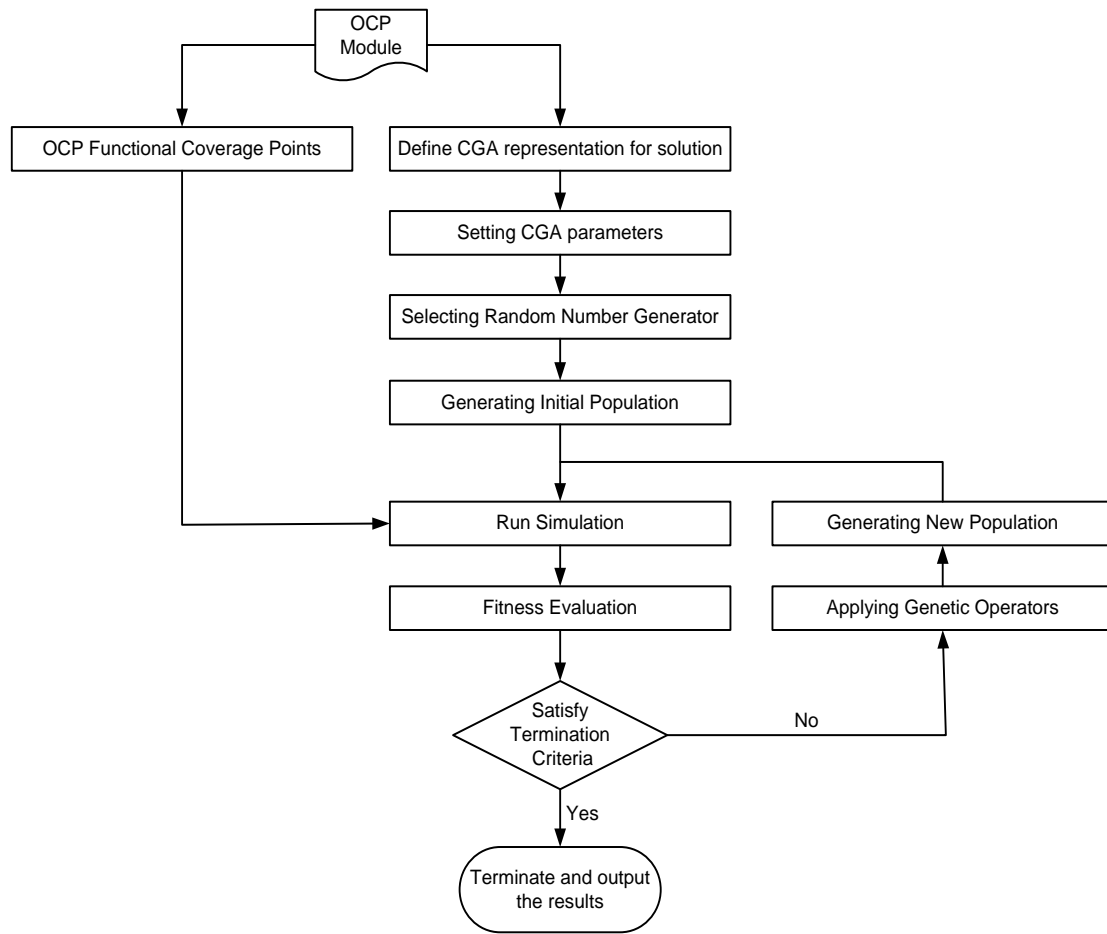 OCP
Module
OCP Functional Coverage Points
Define CGA representation for solution
Setting CGA parameters
Selecting Random Number Generator
Generating Initial Population
Run Simulation
Generating New Population
Fitness Evaluation
Applying Genetic Operators
Satisfy
Termination
Criteria
No
Yes
Terminate and output
the results